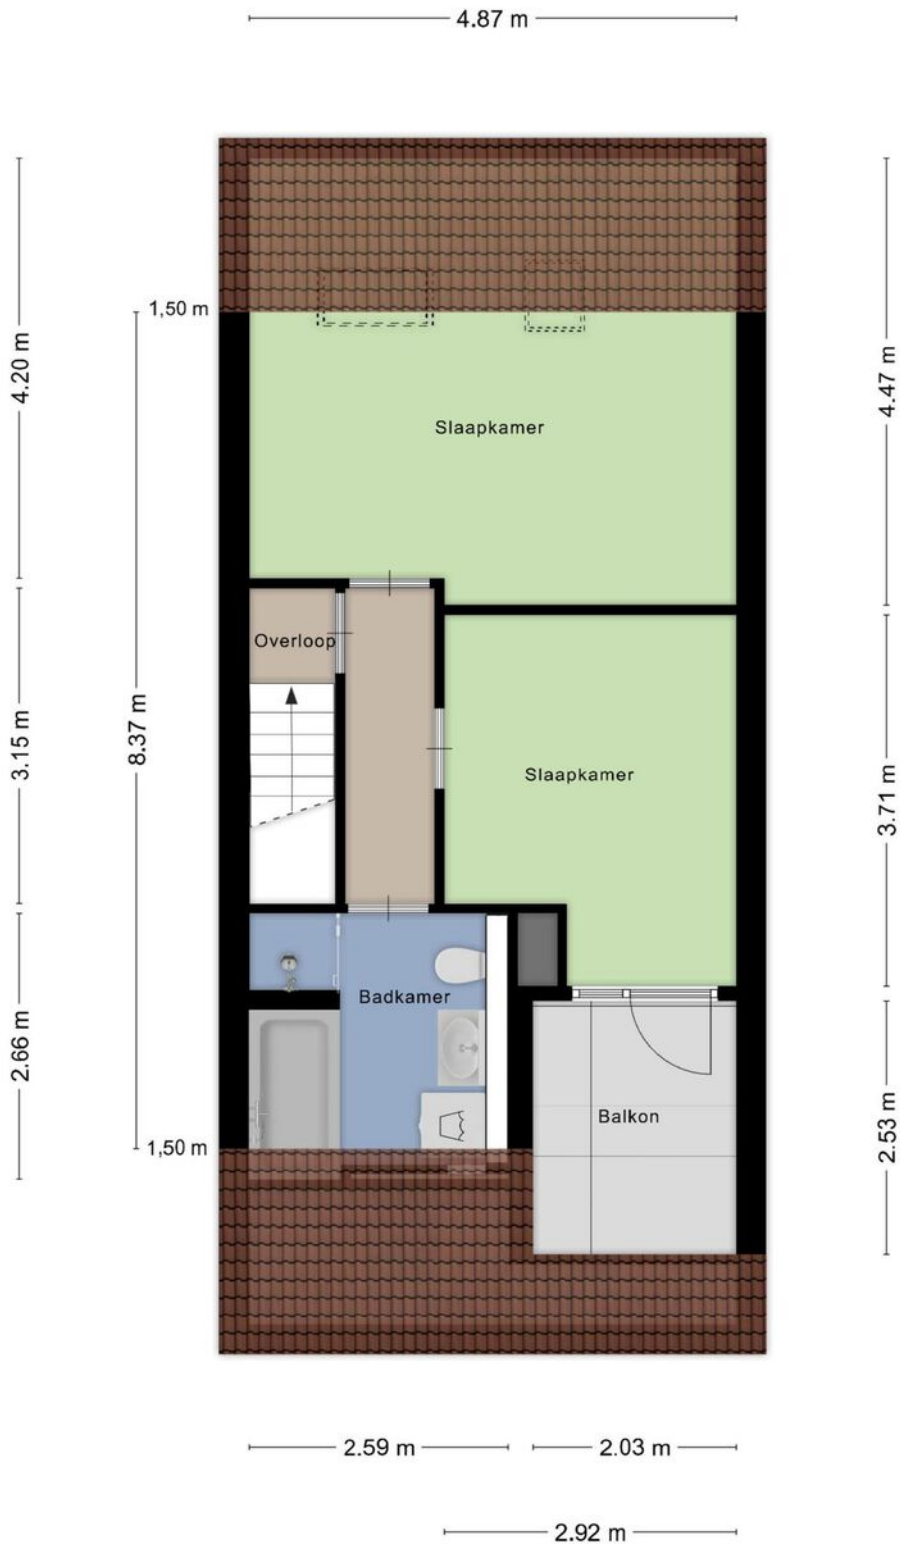 4.87 m
1,50 m
4.20 m
4.47 m
Slaapkamer
Overloop
8.37 m
3.15 m
Slaapkamer
3.71 m
Badkamer
2.66 m
Balkon
2.53 m
1,50 m
2.59 m
2.03 m
2.92 m